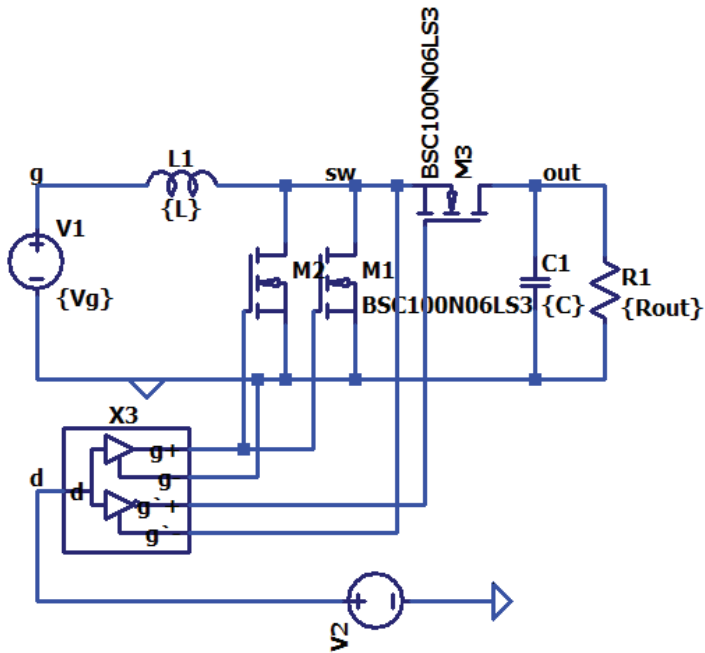 BSC100N06LS3
M3
L1
g
sw
out
{L}
V1
{Vg}
M2
M1
BSC100N06LS3
C1
{C}
R1
{Rout}
X3
g+
g-
d
d
g`+
g`-
V2